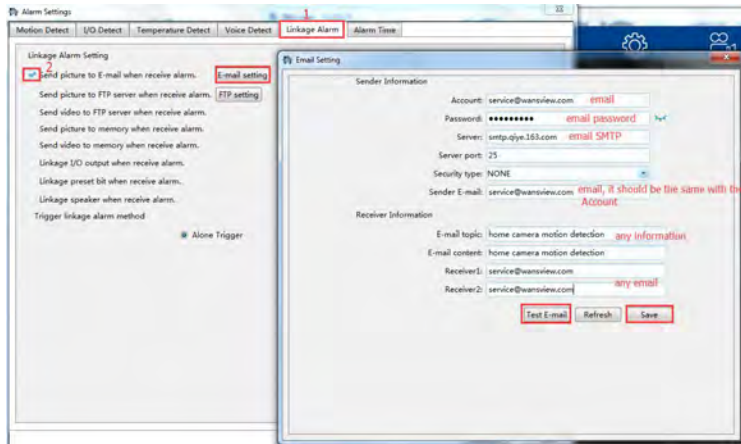 Alarm Settings
1
Motion Detect I/O Detect Temperature Detect Voice Detect Linkage Alarm Alarm Time
Linkage Alarm Setting
2
Send picture to E-mail when receive alarm. E-mail setting
Send picture to FTP server when receive alarm. FTP setting
Send video to FTP server when receive alarm.
Send picture to memory when receive alarm.
Send video to memory when receive alarm.
Linkage I/O output when receive alarm.
Linkage preset bit when receive alarm.
Linkage speaker when receive alarm.
Trigger linkage alarm method
Alone Trigger
Email Setting
Sender Information
Account: service@wansview.com email
Password: ●●●●●●●●● email password
Server: smtp.qiye.163.com email SMTP
Server port: 25
Security type: NONE
Sender E-mail: service@wansview.com email, it should be the same with the
Account
Receiver Information
E-mail topic: home camera motion detection any information
E-mail content: home camera motion detection
Receiver1: service@wansview.com
Receiver2: service@wansview.com any email
Test E-mail Refresh Save